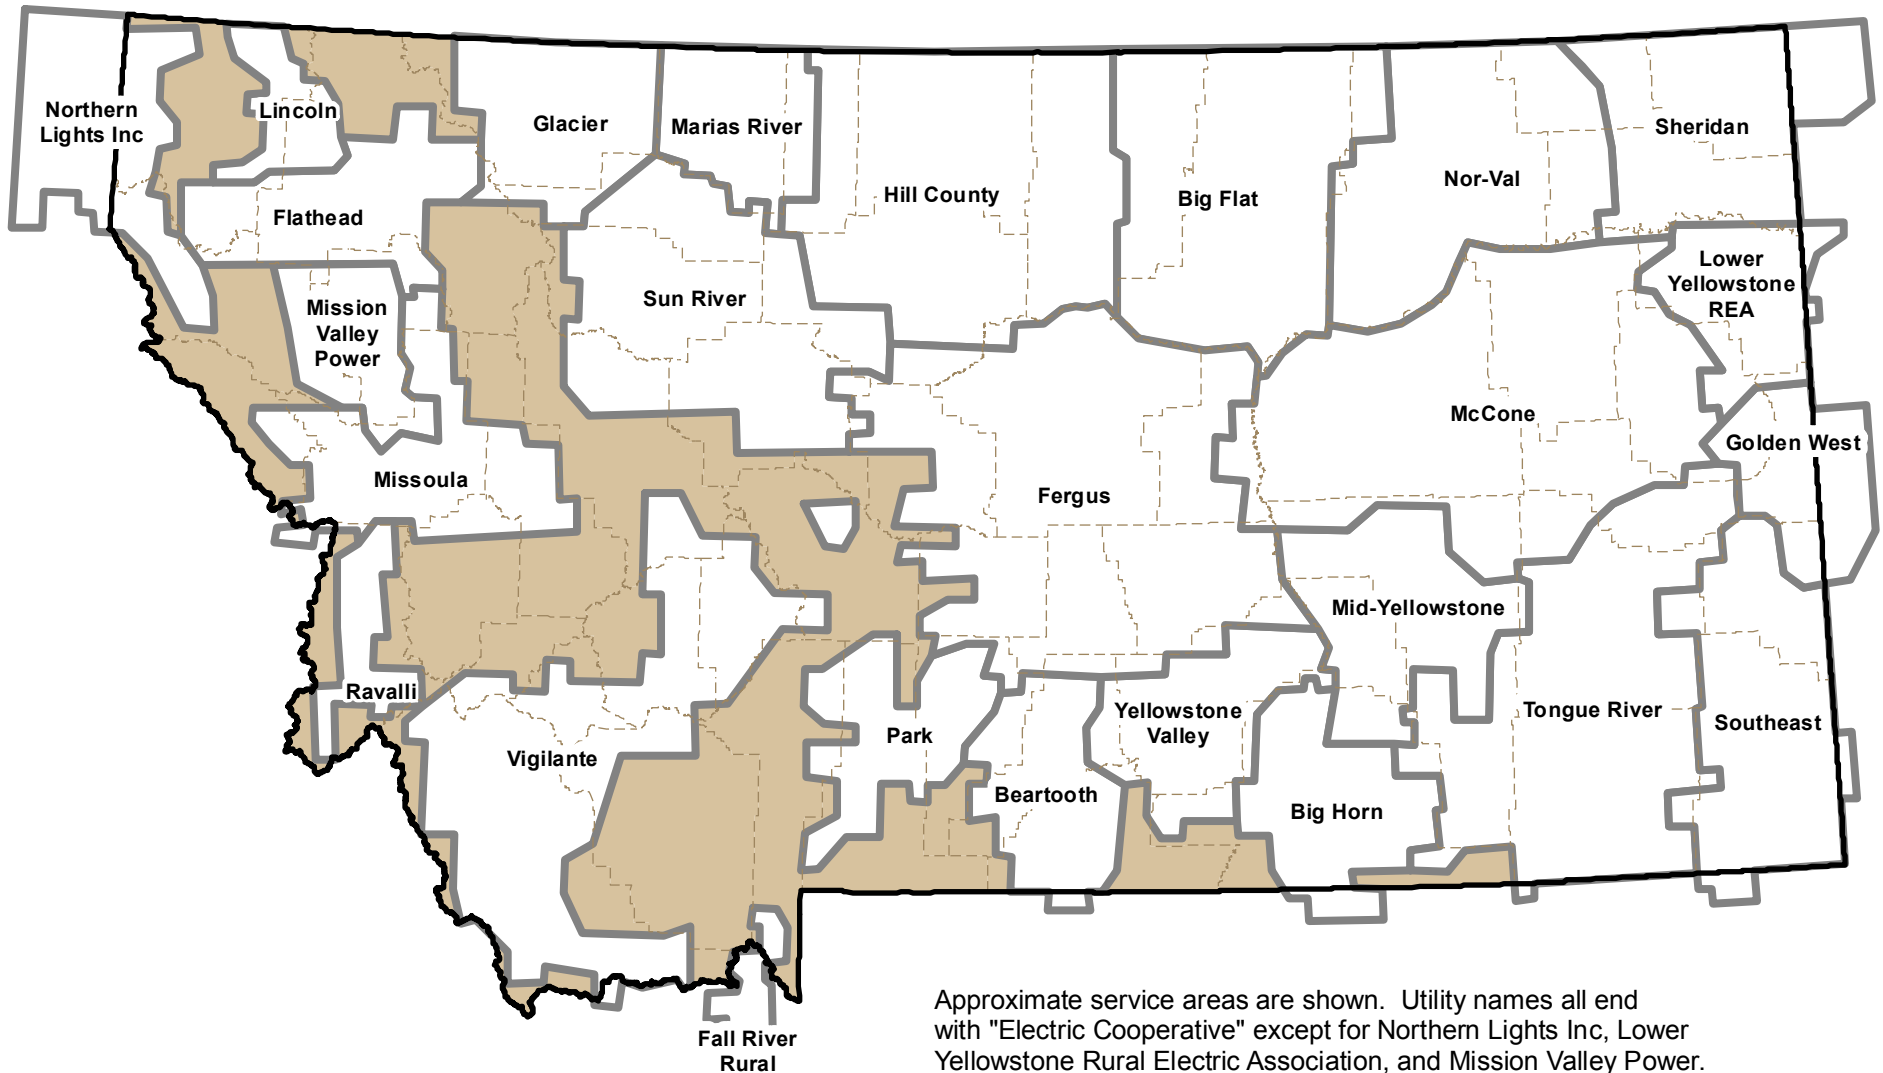 Northern
Lights Inc
Lincoln
Glacier
Marias River
Hill County
Big Flat
Nor-Val
Sheridan
Flathead
Mission
Valley
Power
Sun River
Lower
Yellowstone
REA
McCone
Golden West
Missoula
Fergus
Mid-Yellowstone
Ravalli
Vigilante
Park
Yellowstone
Valley
Beartooth
Big Horn
Tongue River
Southeast
Fall River
Rural
Approximate service areas are shown.  Utility names all end
with "Electric Cooperative" except for Northern Lights Inc, Lower
Yellowstone Rural Electric Association, and Mission Valley Power.